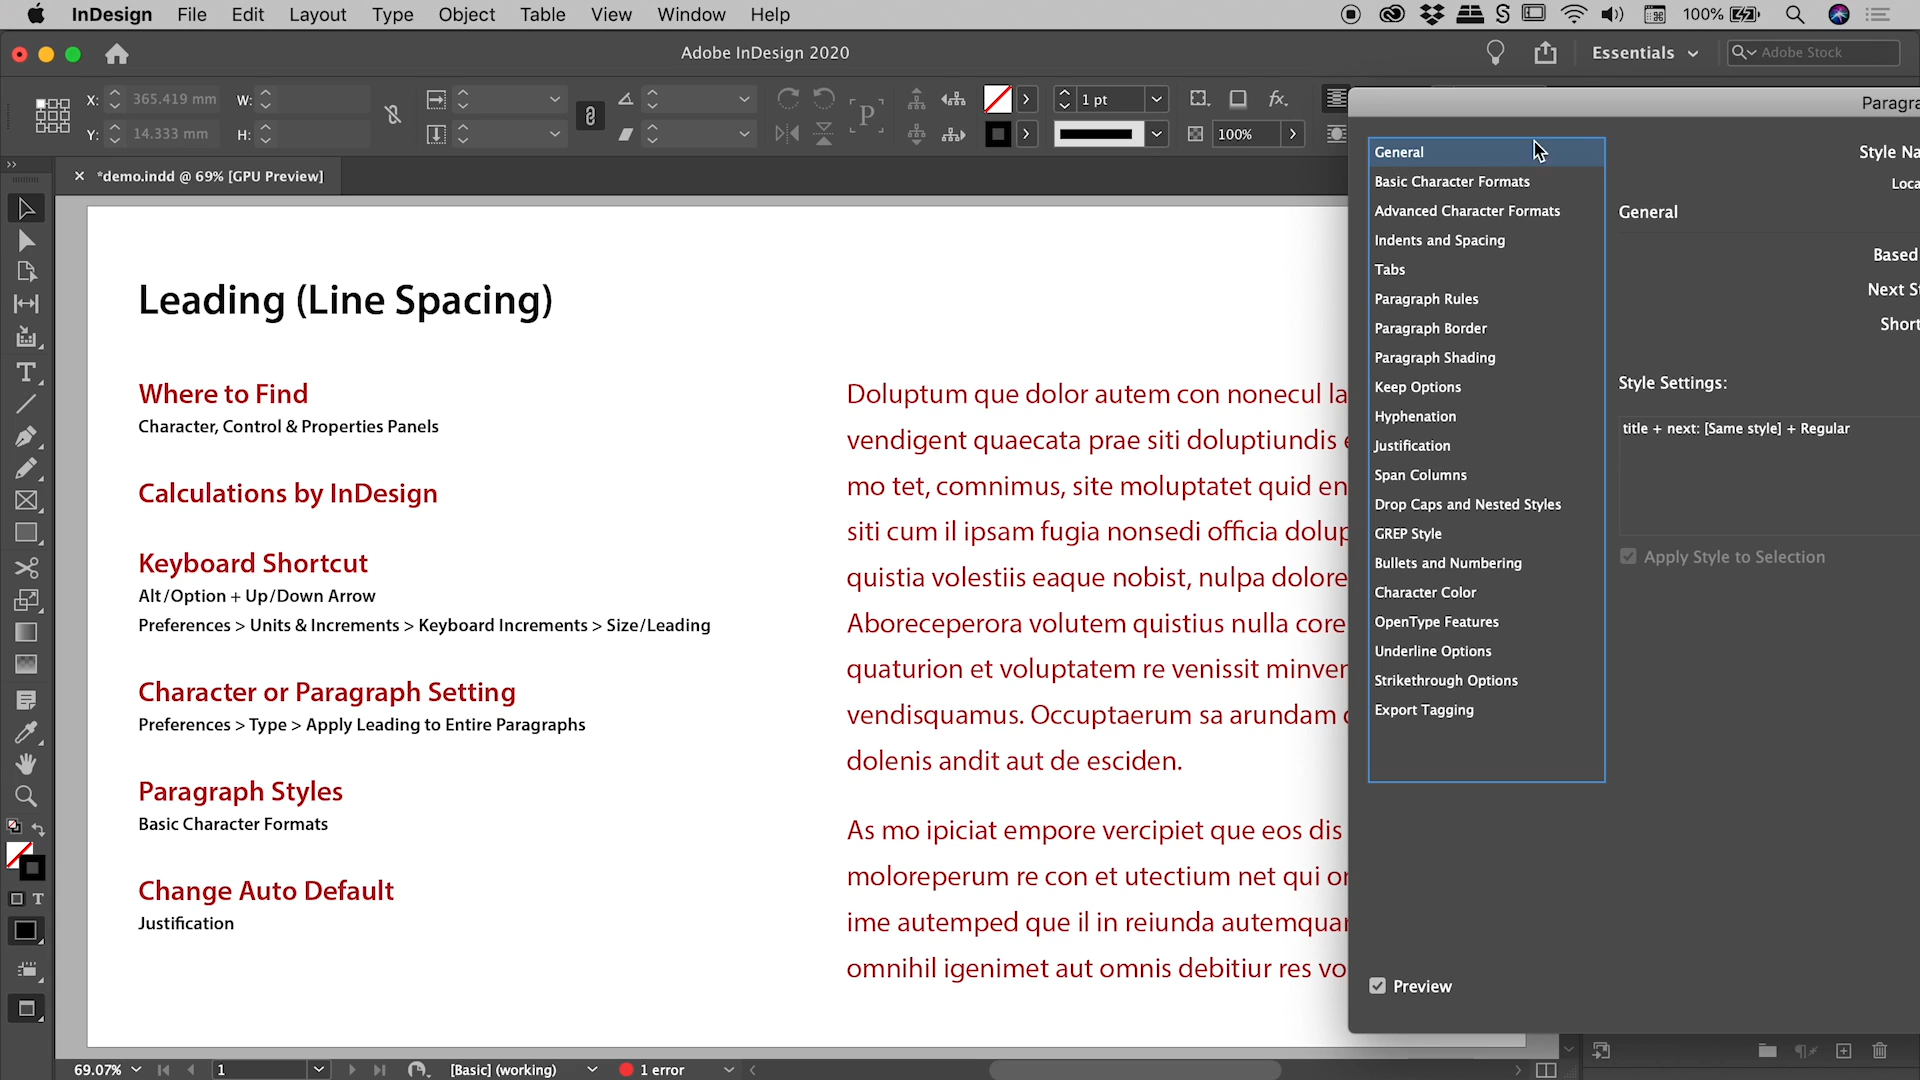 InDesign File Edit Layout Type Object Table View Window Help
100%
Adobe InDesign 2020
Essentials
Adobe Stock
X: 365.419 mm W:
Y: 14.333 mm H:
1 pt
100%
fx.
P
Paragra
*demo.indd @ 69% [GPU Preview]
Leading (Line Spacing)
Where to Find
Character, Control & Properties Panels
Calculations by InDesign
Keyboard Shortcut
Alt/Option + Up/Down Arrow
Preferences > Units & Increments > Keyboard Increments > Size/Leading
Character or Paragraph Setting
Preferences > Type > Apply Leading to Entire Paragraphs
Paragraph Styles
Basic Character Formats
Change Auto Default
Justification
Doluptum que dolor autem con nonecul la
vendigent quaecata prae siti doluptiundis
mo tet, comnimus, site moluptatet quid en
siti cum il ipsam fugia nonsedi officia dolup
quistia volestiis eaque nobist, nulpa dolore
Aboreceperora volutem quistius nulla core
quaturion et voluptatem re venissit minver
vendisquamus. Occuptaerum sa arundam
dolenis andit aut de esciden.
As mo ipiciat empore vercipiet que eos dis
moloreperum re con et utectium net qui or
ime autemped que il in reiunda autemquar
omnihil igenimet aut omnis debitiur res vo
General
Basic Character Formats
Advanced Character Formats
Indents and Spacing
Tabs
Paragraph Rules
Paragraph Border
Paragraph Shading
Keep Options
Hyphenation
Justification
Span Columns
Drop Caps and Nested Styles
GREP Style
Bullets and Numbering
Character Color
OpenType Features
Underline Options
Strikethrough Options
Export Tagging
Preview
Style Na
Loca
General
Based
Next St
Short
Style Settings:
title + next: [Same style] + Regular
Apply Style to Selection
69.07% 1 [Basic] (working) 1 error